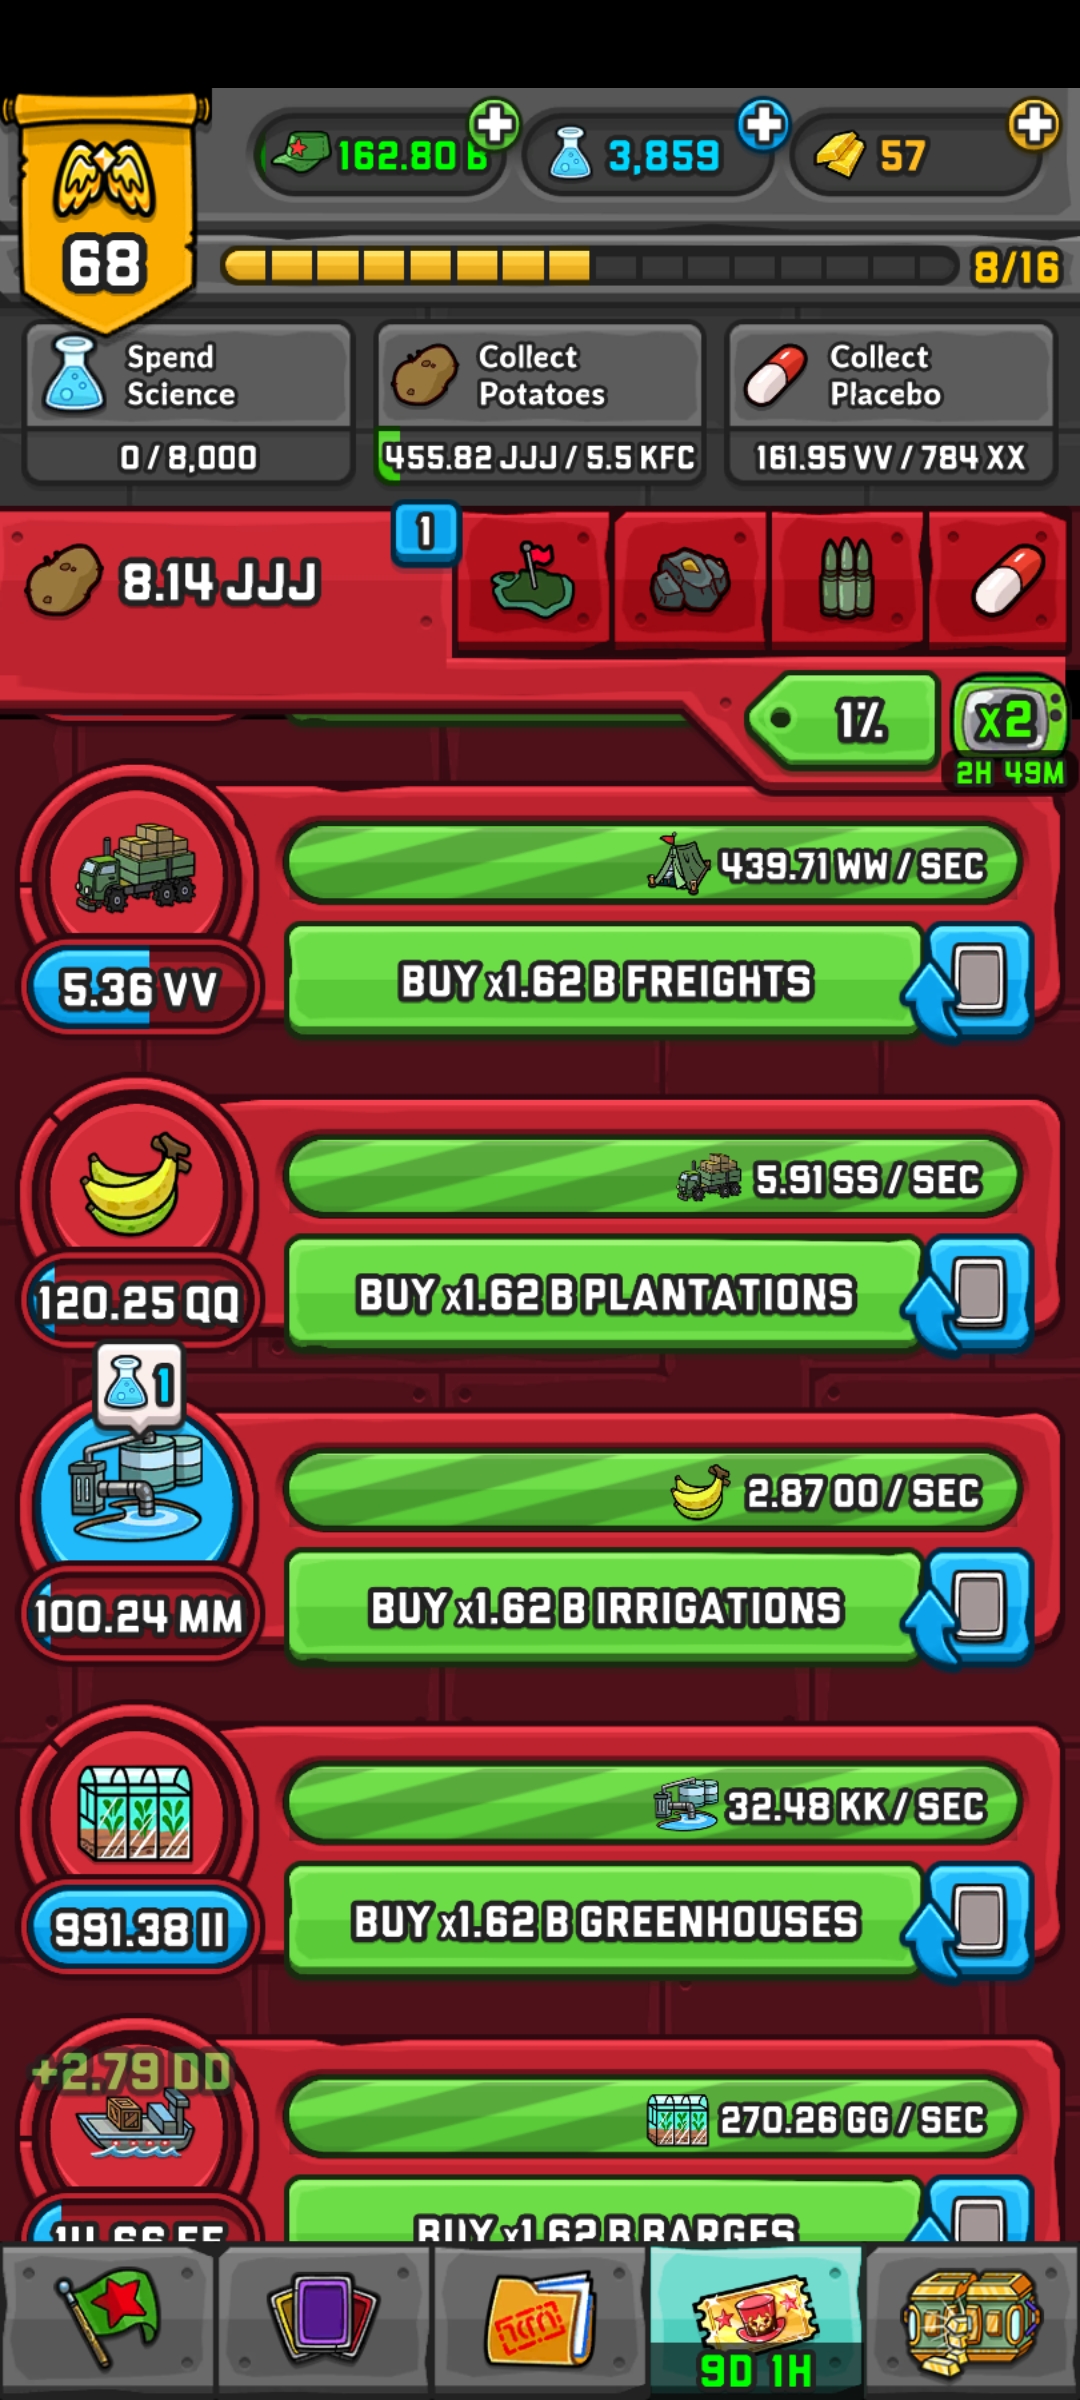 162.80 B
3,859
57
68
8/16
Spend
Science
0 / 8,000
Collect
Potatoes
455.82 JJJ / 5.5 KFC
Collect
Placebo
161.95 VV / 784 XX
8.14 JJJ
1
1%
x2
2H 49M
439.71 WW / SEC
5.36 VV
BUY x1.62 B FREIGHTS
5.91 SS / SEC
120.25 QQ
BUY x1.62 B PLANTATIONS
1
2.87 OO / SEC
100.24 MM
BUY x1.62 B IRRIGATIONS
32.48 KK / SEC
991.38 II
BUY x1.62 B GREENHOUSES
+2.79 DD
270.26 GG / SEC
BUY x1.62 B BARGES
9D 1H